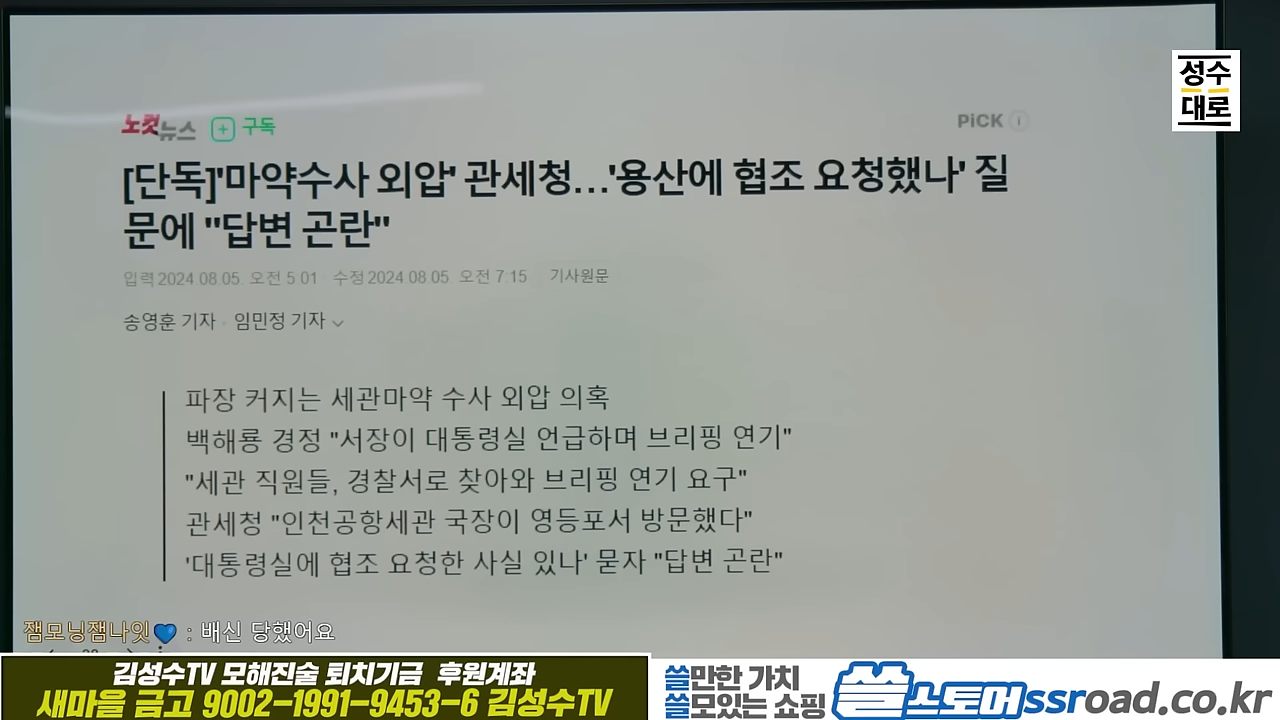 성수
대로
노컷뉴스 구독
PiCK
[단독]'마약수사 외압' 관세청…'용산에 협조 요청했나' 질
문에 "답변 곤란"
입력 2024.08.05. 오전 5:01 수정 2024.08.05. 오전 7:15 기사원문
송영훈 기자 · 임민정 기자
파장 커지는 세관마약 수사 외압 의혹
백해룡 경정 "서장이 대통령실 언급하며 브리핑 연기"
"세관 직원들, 경찰서로 찾아와 브리핑 연기 요구"
관세청 "인천공항세관 국장이 영등포서 방문했다"
'대통령실에 협조 요청한 사실 있나' 묻자 "답변 곤란"
잼모닝잼나잇💙 : 배신 당했어요
김성수TV 모해진술 퇴치기금 후원계좌
새마을 금고 9002-1991-9453-6 김성수TV
쓸만한 가치
쓸모있는 쇼핑
쓸스토어ssroad.co.kr